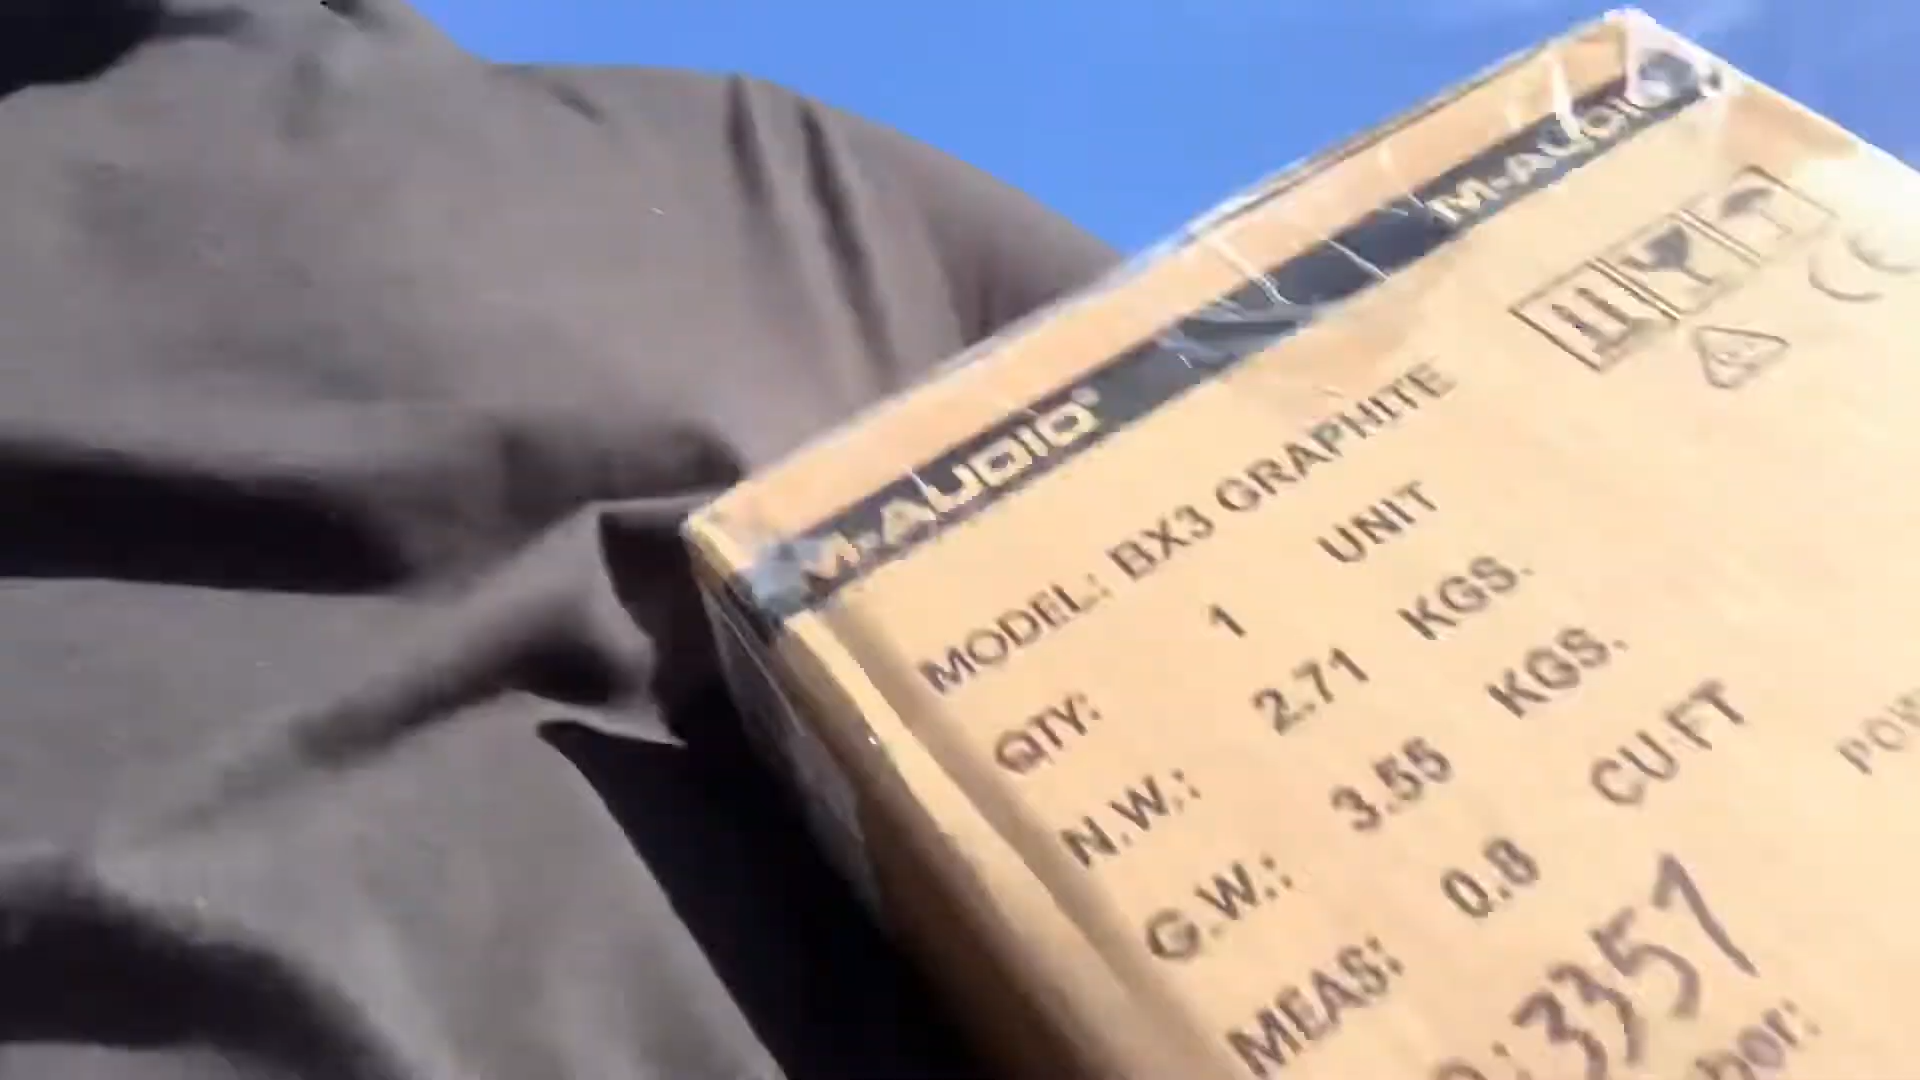 M-AUDIO M-AUDIO
MODEL: BX3 GRAPHITE
QTY: 1 UNIT
N.W.: 2.71 KGS.
G.W.: 3.55 KGS.
MEAS: 0.8 CU.FT
3357